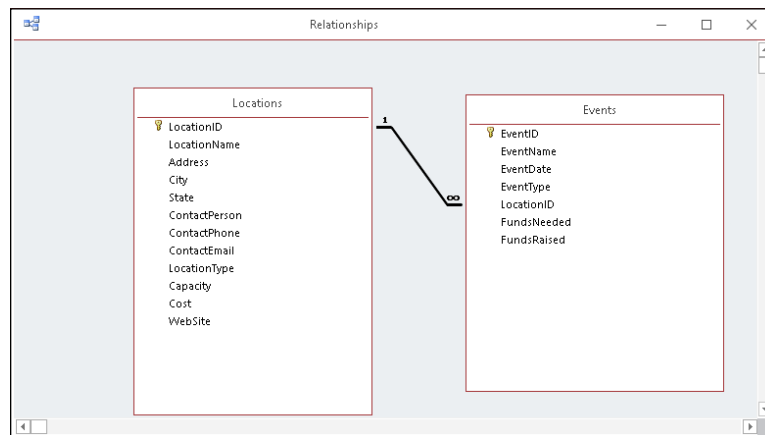 Relationships
Locations
LocationID
LocationName
Address
City
State
ContactPerson
ContactPhone
ContactEmail
LocationType
Capacity
Cost
WebSite
1
∞
Events
EventID
EventName
EventDate
EventType
LocationID
FundsNeeded
FundsRaised